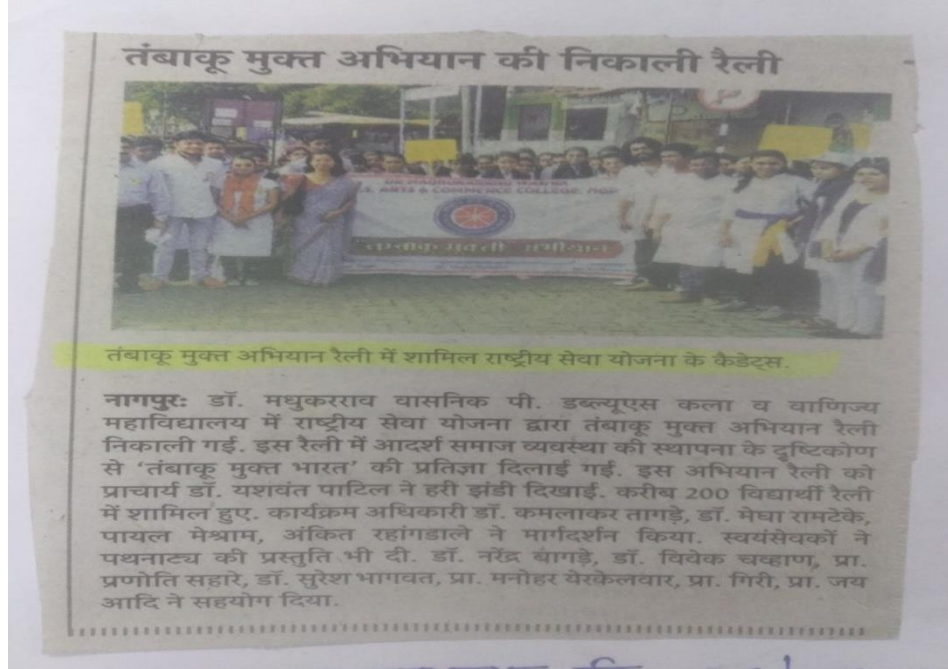 तंबाकू मुक्त अभियान की निकाली रैली
S. ARTS & COMMERCE COLLEGE
तंबाकू मुक्त अभियान रैली में शामिल राष्ट्रीय सेवा योजना के कैडेट्स.
नागपुर: डॉ. मधुकरराव वासनिक पी. डब्ल्यूएस कला व वाणिज्य
महाविद्यालय में राष्ट्रीय सेवा योजना द्वारा तंबाकू मुक्त अभियान रैली
निकाली गई. इस रैली में आदर्श समाज व्यवस्था की स्थापना के दृष्टिकोण
से 'तंबाकू मुक्त भारत' की प्रतिज्ञा दिलाई गई. इस अभियान रैली को
प्राचार्य डॉ. यशवंत पाटिल ने हरी झंडी दिखाई. करीब 200 विद्यार्थी रैली
में शामिल हुए. कार्यक्रम अधिकारी डॉ. कमलाकर तागड़े, डॉ. मेघा रामटेके,
पायल मेश्राम, अंकित रहांगडाले ने मार्गदर्शन किया. स्वयंसेवकों ने
पथनाट्य की प्रस्तुति भी दी. डॉ. नरेंद्र बागड़े, डॉ. विवेक चव्हाण, प्रा.
प्रणोति सहारे, डॉ. सुरेश भागवत, प्रा. मनोहर येरकेलवार, प्रा. गिरी, प्रा. जय
आदि ने सहयोग दिया.